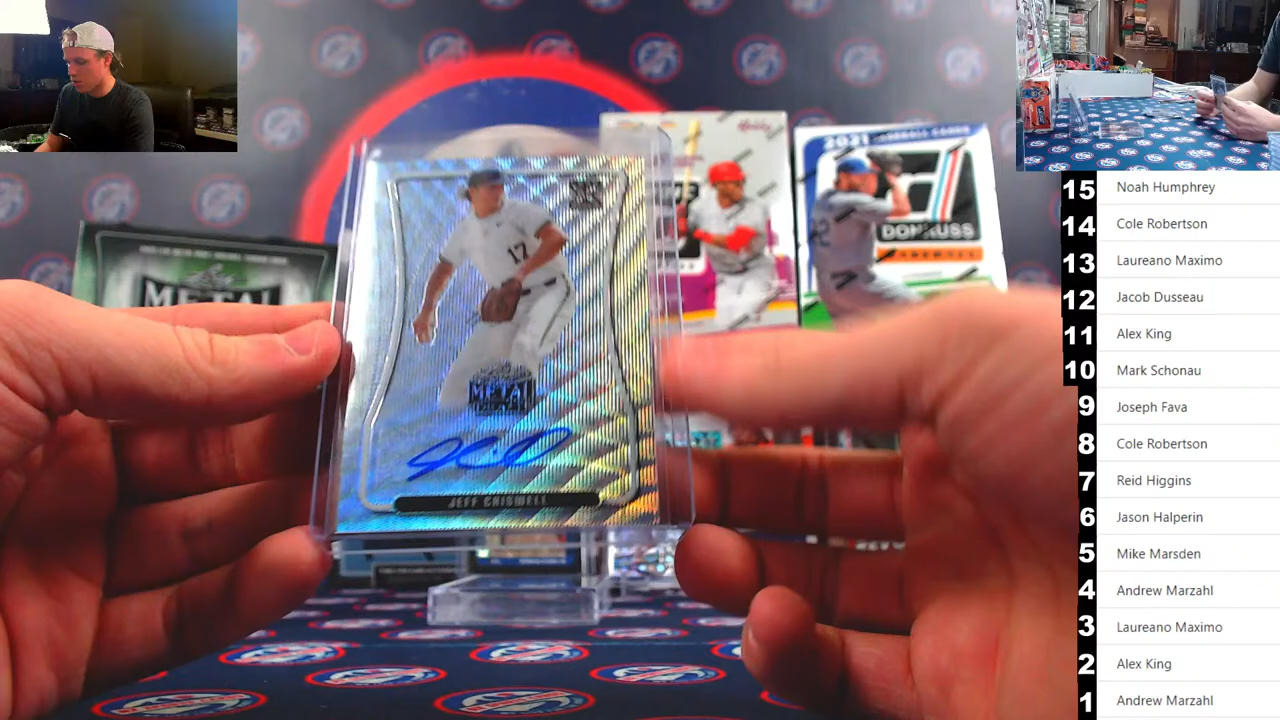 17
METAL
JEFF CRISWELL
METAL
2021
DONRUSS
15 Noah Humphrey
14 Cole Robertson
13 Laureano Maximo
12 Jacob Dusseau
11 Alex King
10 Mark Schonau
9 Joseph Fava
8 Cole Robertson
7 Reid Higgins
6 Jason Halperin
5 Mike Marsden
4 Andrew Marzahl
3 Laureano Maximo
2 Alex King
1 Andrew Marzahl